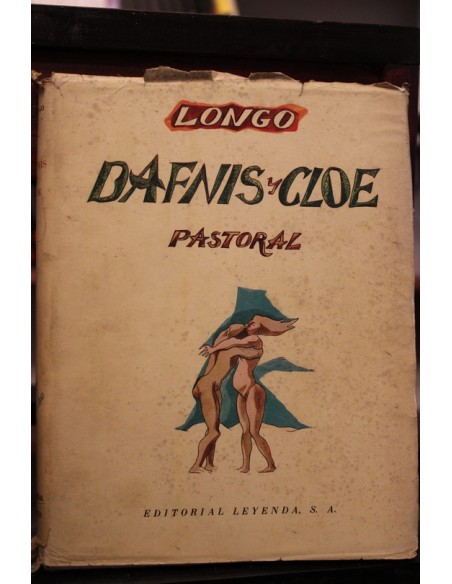 LONGO
DAFNIS y CLOE
PASTORAL
EDITORIAL LEYENDA, S. A.